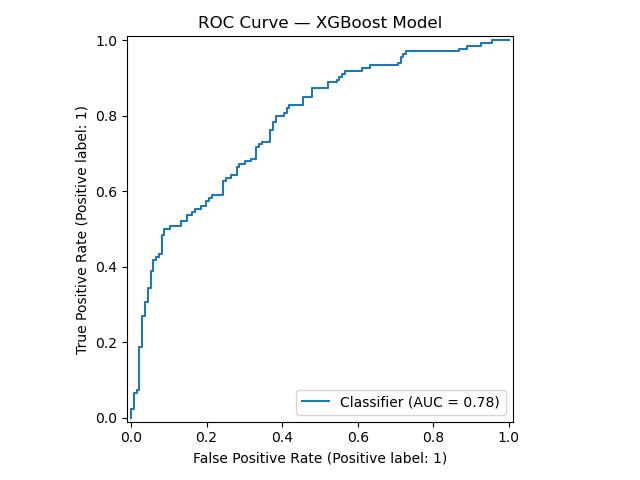 ROC Curve — XGBoost Model
True Positive Rate (Positive label: 1)
1.0
0.8
0.6
0.4
0.2
0.0
Classifier (AUC = 0.78)
0.0 0.2 0.4 0.6 0.8 1.0
False Positive Rate (Positive label: 1)